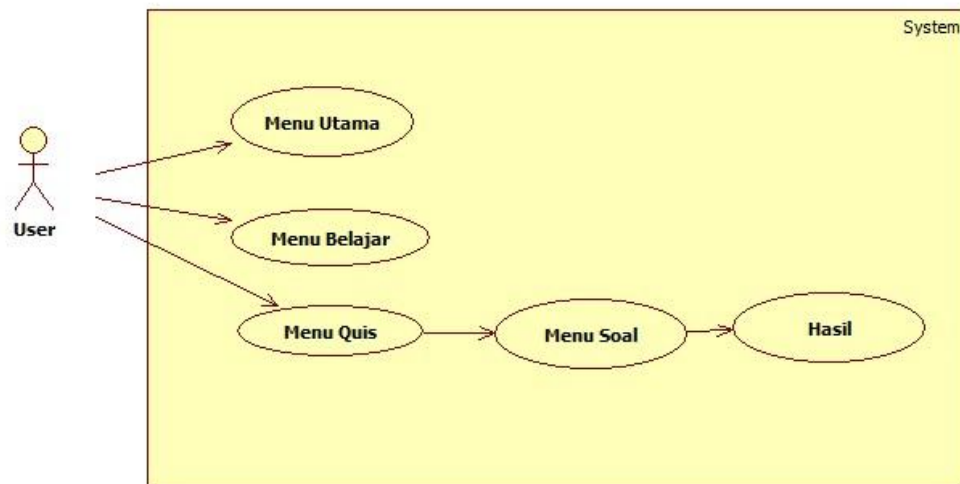 System
Menu Utama
User
Menu Belajar
Menu Quis
Menu Soal
Hasil